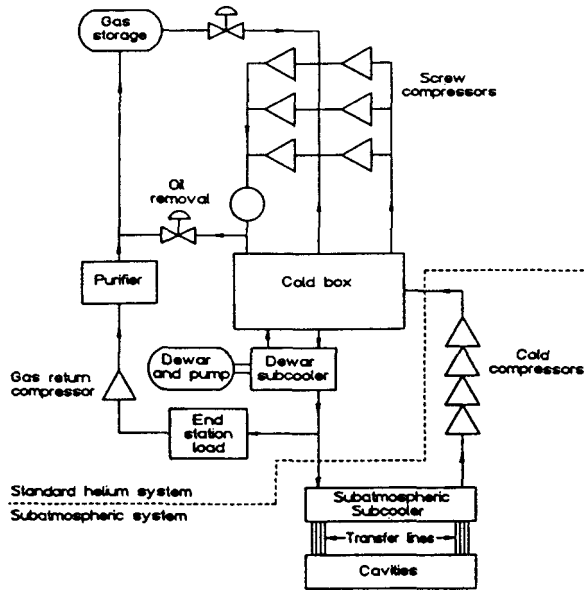 Gas
storage
Screw
compressors
Oil
removal
Purifier
Cold box
Dewar
and pump
Dewar
subcooler
Cold
compressors
Gas return
compressor
End
station
load
Standard helium system
Subatmospheric system
Subatmospheric
Subcooler
Transfer lines
Cavities